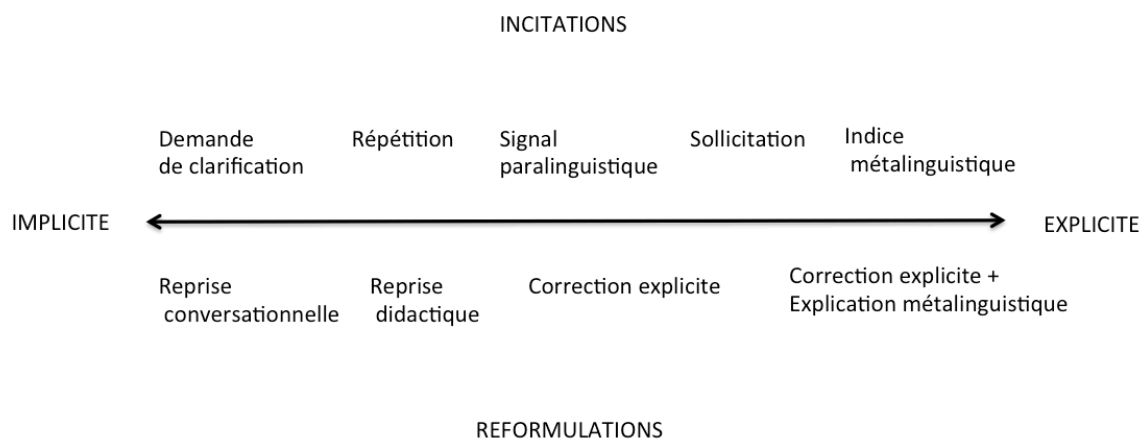 INCITATIONS
Demande
de clarification
Répétition
Signal
paralinguistique
Sollicitation
Indice
métalinguistique
IMPLICITE
EXPLICITE
Reprise
conversationnelle
Reprise
didactique
Correction explicite
Correction explicite +
Explication métalinguistique
REFORMULATIONS